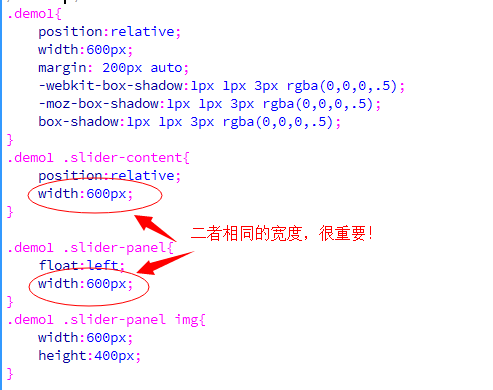 .demo1{
position:relative;
width:600px;
margin: 200px auto;
-webkit-box-shadow:1px 1px 3px rgba(0,0,0,.5);
-moz-box-shadow:1px 1px 3px rgba(0,0,0,.5);
box-shadow:1px 1px 3px rgba(0,0,0,.5);
}
.demo1 .slider-content{
position:relative;
width:600px;
}
二者相同的宽度，很重要!
.demo1 .slider-panel{
float:left;
width:600px;
}
.demo1 .slider-panel img{
width:600px;
height:400px;
}